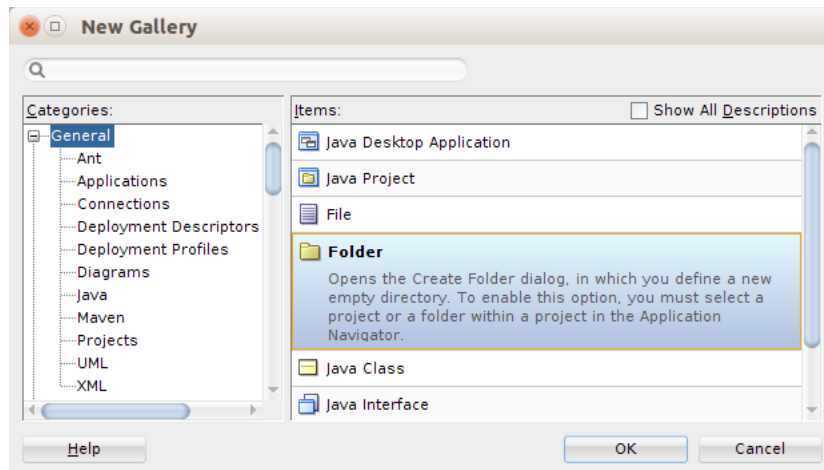 New Gallery
Categories:
General
Ant
Applications
Connections
Deployment Descriptors
Deployment Profiles
Diagrams
Java
Maven
Projects
UML
XML
Items:
Show All Descriptions
Java Desktop Application
Java Project
File
Folder
Opens the Create Folder dialog, in which you define a new
empty directory. To enable this option, you must select a
project or a folder within a project in the Application
Navigator.
Java Class
Java Interface
Help
OK
Cancel